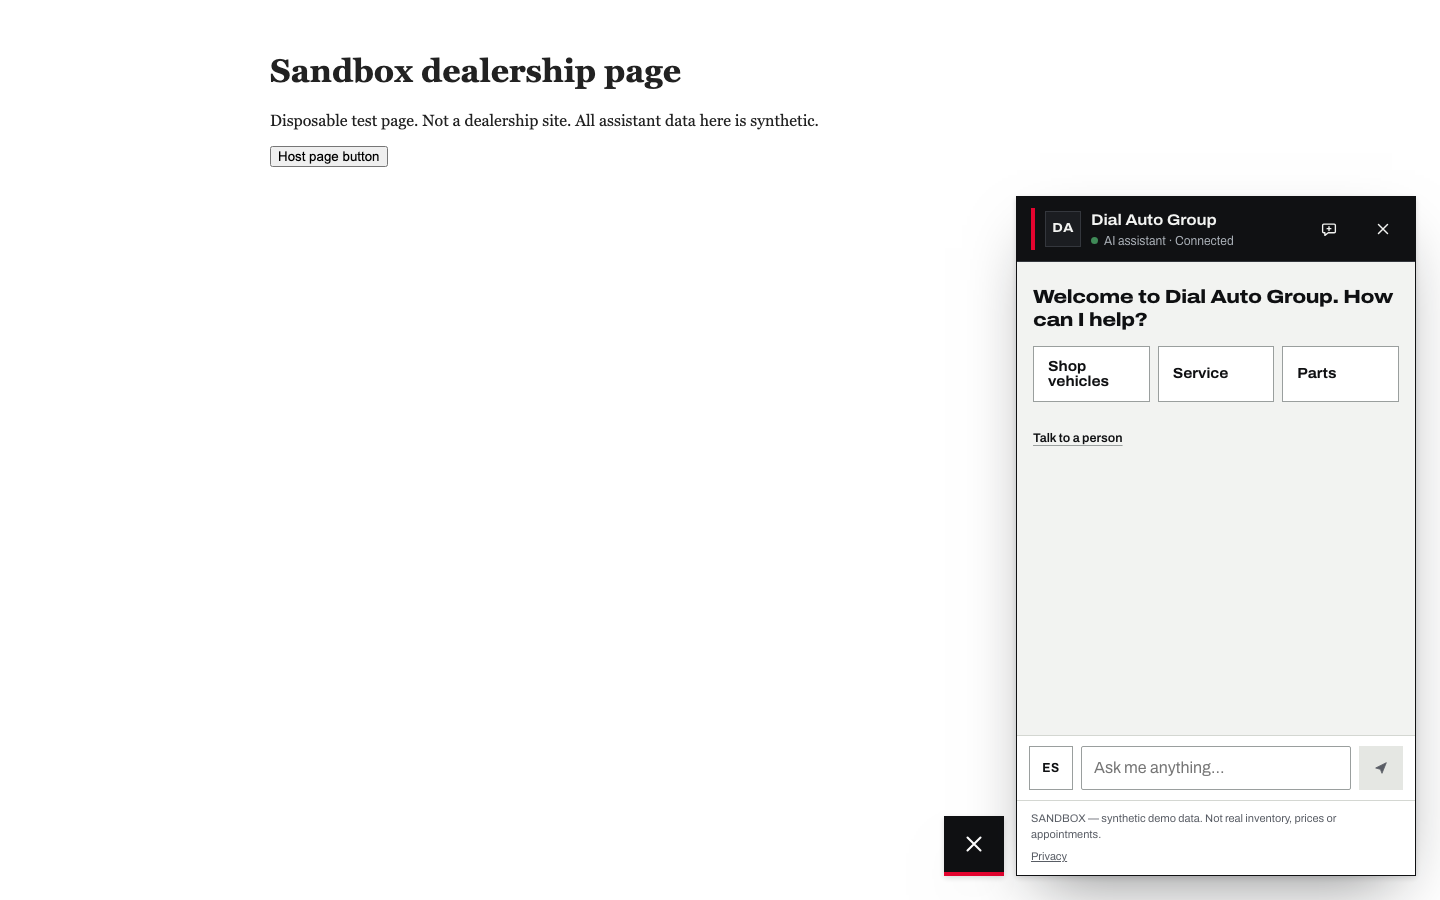 Sandbox dealership page
Disposable test page. Not a dealership site. All assistant data here is synthetic.
Host page button
DA
Dial Auto Group
AI assistant · Connected
Welcome to Dial Auto Group. How
can I help?
Shop
vehicles
Service
Parts
Talk to a person
ES
Ask me anything...
SANDBOX — synthetic demo data. Not real inventory, prices or
appointments.
Privacy